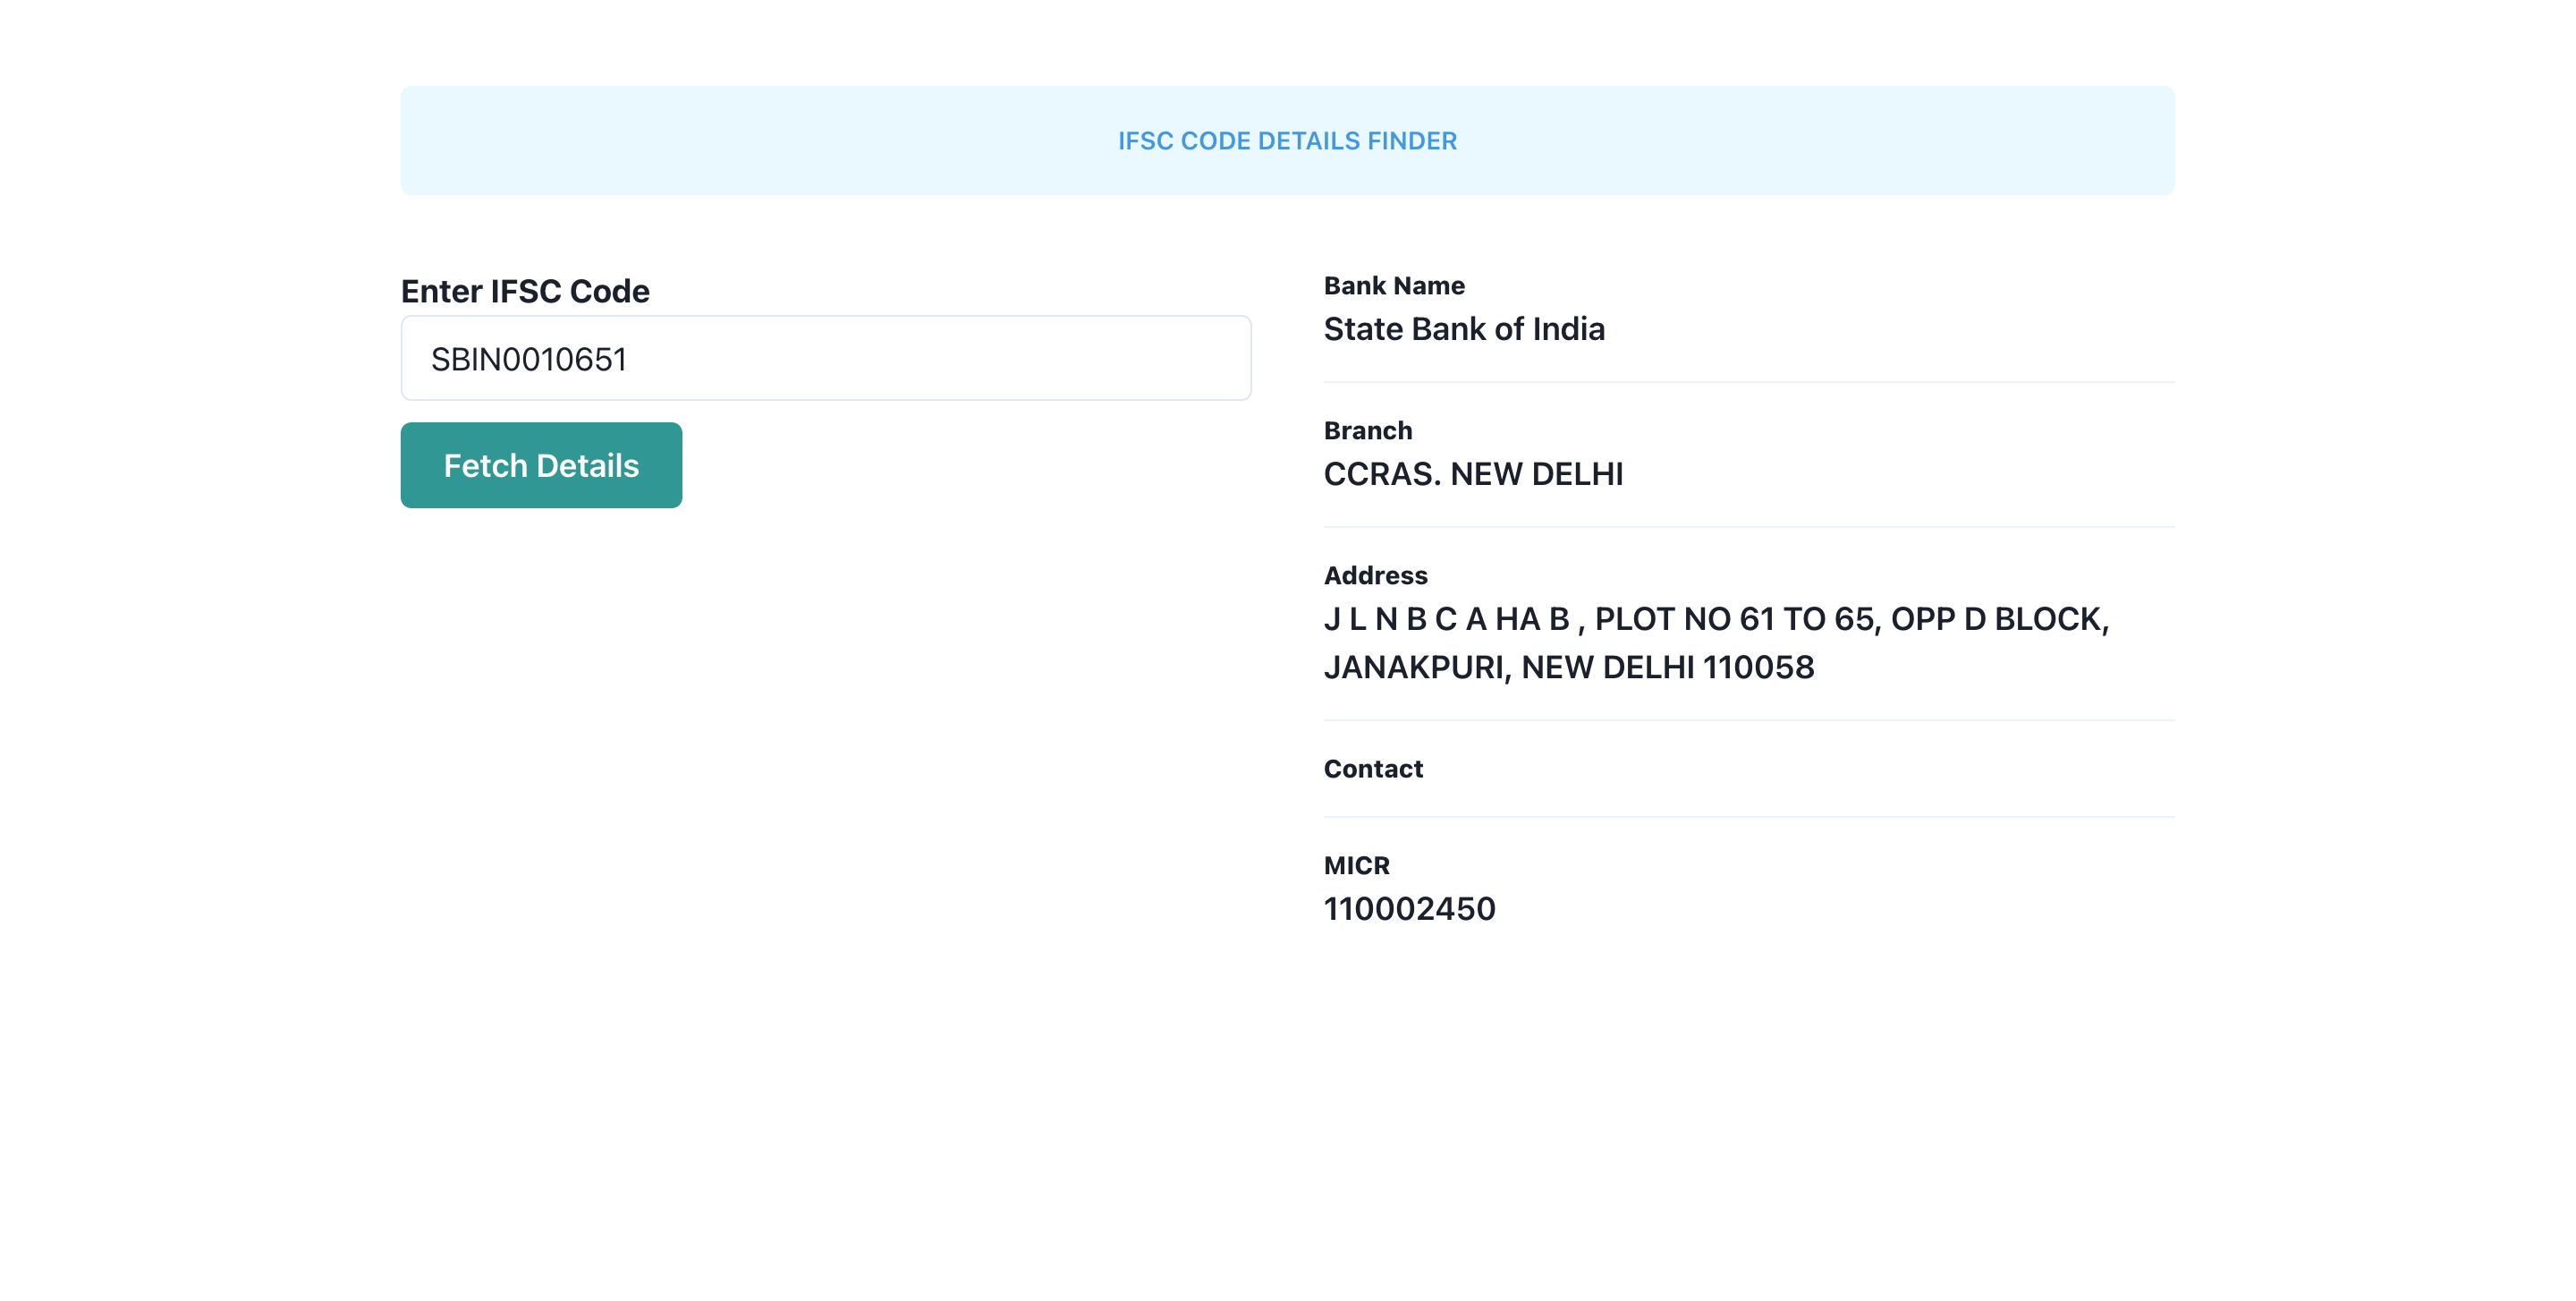 IFSC CODE DETAILS FINDER
Enter IFSC Code
SBIN0010651
Fetch Details
Bank Name
State Bank of India
Branch
CCRAS. NEW DELHI
Address
J L N B C A HA B , PLOT NO 61 TO 65, OPP D BLOCK,
JANAKPURI, NEW DELHI 110058
Contact
MICR
110002450